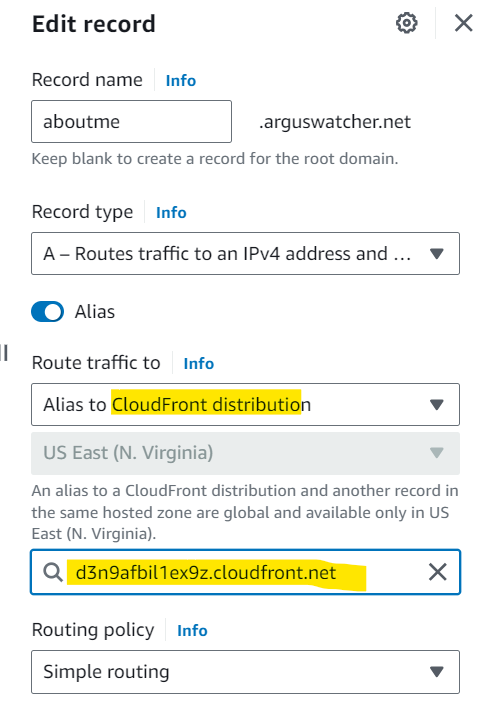 Edit record
Record name Info
aboutme .arguswatcher.net
Keep blank to create a record for the root domain.
Record type Info
A – Routes traffic to an IPv4 address and ...
Alias
Route traffic to Info
Alias to CloudFront distribution
US East (N. Virginia)
An alias to a CloudFront distribution and another record in
the same hosted zone are global and available only in US
East (N. Virginia).
d3n9afbil1ex9z.cloudfront.net
Routing policy Info
Simple routing